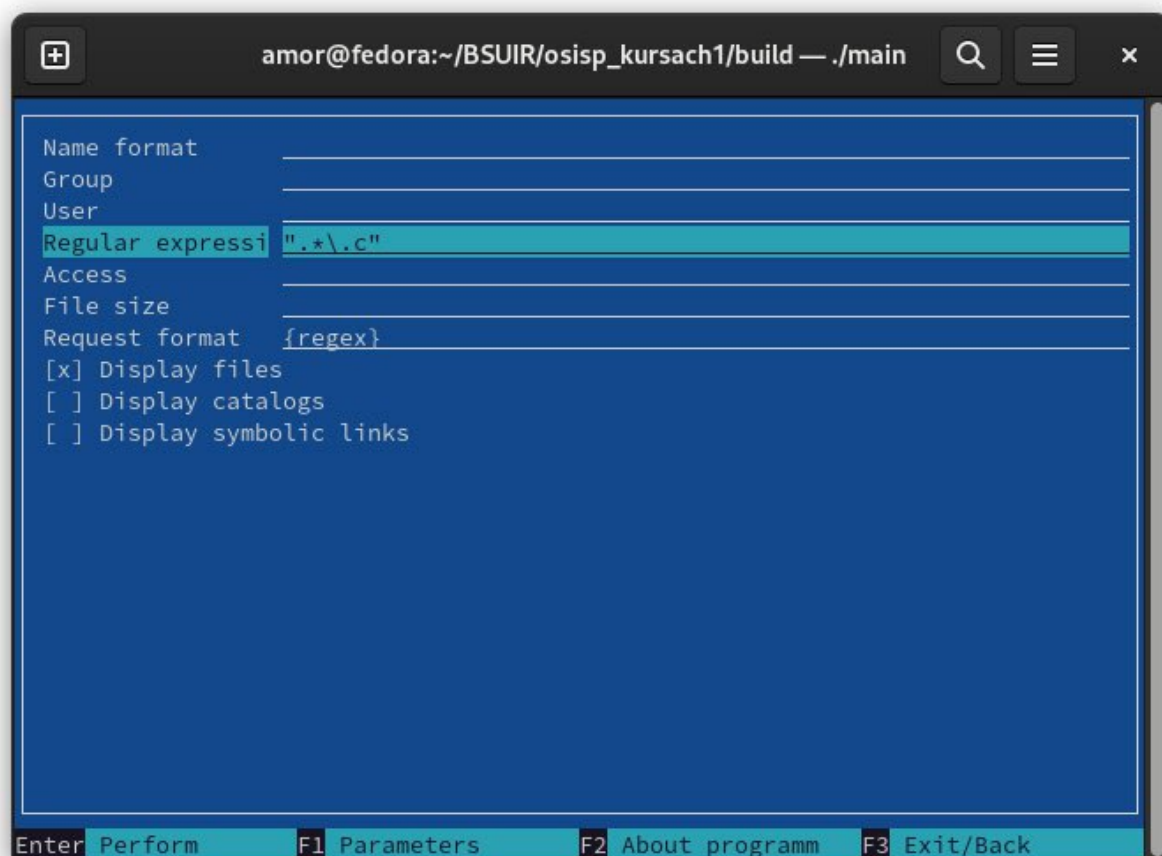 amor@fedora:~/BSUIR/osisp_kursach1/build — ./main
Name format
Group
User
Regular expressi ".*\.c"
Access
File size
Request format {regex}
[x] Display files
[ ] Display catalogs
[ ] Display symbolic links
Enter Perform F1 Parameters F2 About programm F3 Exit/Back